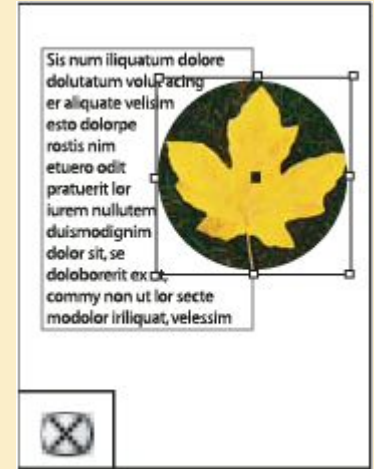 Sis num iliquatum dolore
dolutatum volupacing
er aliquate velisim
esto dolorpe
rostis nim
etuero odit
pratuerit lor
iurem nullutem
duismodignim
dolor sit, se
doloborerit ex
commy non ut lor secte
modolor iriliquat, velessim